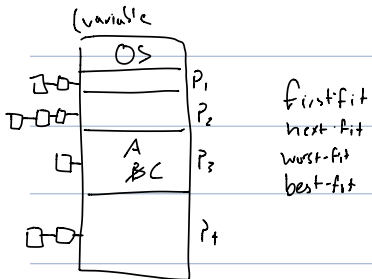 (variable
OS
P1
P2
A
BC
P3
P4
first-fit
next-fit
worst-fit
best-fit